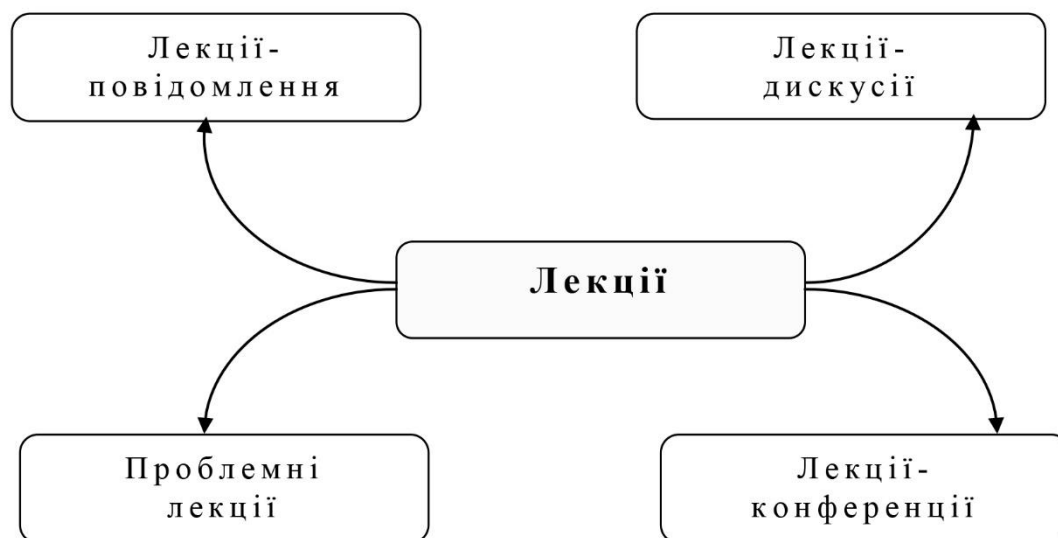 Лекції-
повідомлення
Лекції-
дискусії
Лекції
Проблемні
лекції
Лекції-
конференції